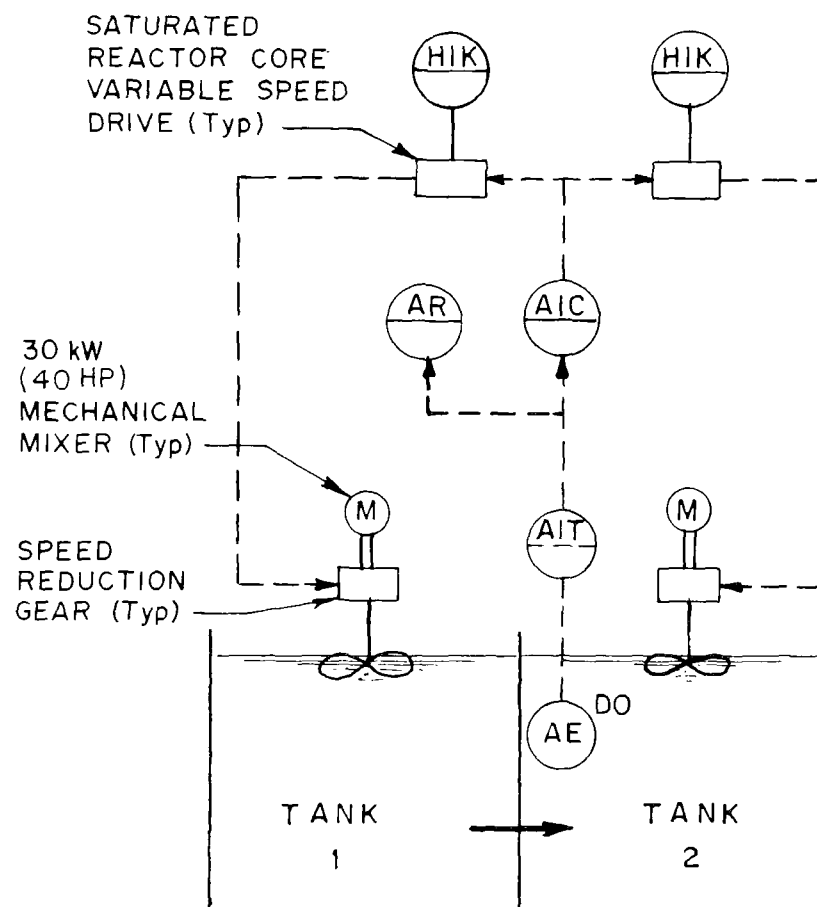 SATURATED
REACTOR CORE
VARIABLE SPEED
DRIVE (Typ)
HIK
HIK
AR
AIC
30 kW
(40 HP)
MECHANICAL
MIXER (Typ)
M
AIT
M
SPEED
REDUCTION
GEAR (Typ)
DO
AE
TANK
1
TANK
2